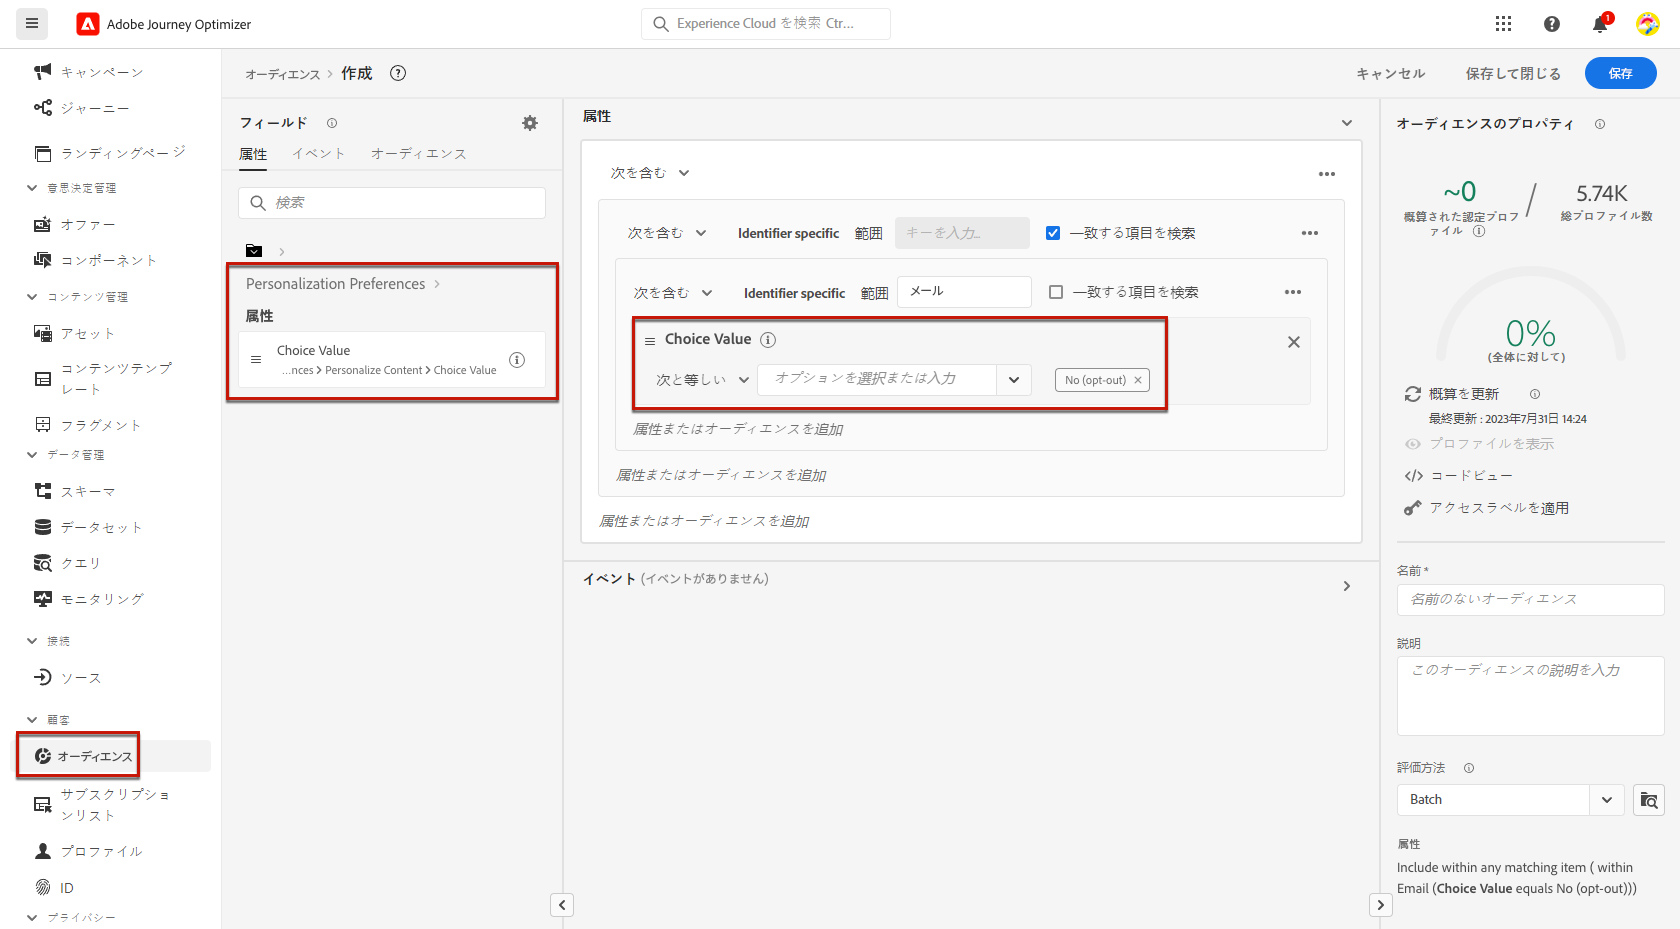 Adobe Journey Optimizer
Experience Cloud を検索 Ctr...
1
キャンペーン
ジャーニー
ランディングページ
意思決定管理
オファー
コンポーネント
コンテンツ管理
アセット
コンテンツテンプ
レート
フラグメント
データ管理
スキーマ
データセット
クエリ
モニタリング
接続
ソース
顧客
オーディエンス
サブスクリプショ
ンリスト
プロファイル
ID
プライバシー
オーディエンス > 作成
キャンセル
保存して閉じる
保存
フィールド
属性
イベント
オーディエンス
検索
Personalization Preferences >
属性
Choice Value
...nces > Personalize Content > Choice Value
属性
次を含む
次を含む Identifier specific 範囲 キーを入力... 一致する項目を検索
次を含む Identifier specific 範囲 メール 一致する項目を検索
Choice Value
次と等しい オプションを選択または入力 No (opt-out) ×
属性またはオーディエンスを追加
属性またはオーディエンスを追加
属性またはオーディエンスを追加
イベント (イベントがありません)
オーディエンスのプロパティ
~0 / 5.74K
概算された認定プロフ
ァイル
総プロファイル数
0%
(全体に対して)
概算を更新
最終更新 : 2023年7月31日 14:24
プロファイルを表示
コードビュー
アクセスラベルを適用
名前 *
名前のないオーディエンス
説明
このオーディエンスの説明を入力
評価方法
Batch
属性
Include within any matching item ( within
Email (Choice Value equals No (opt-out)))